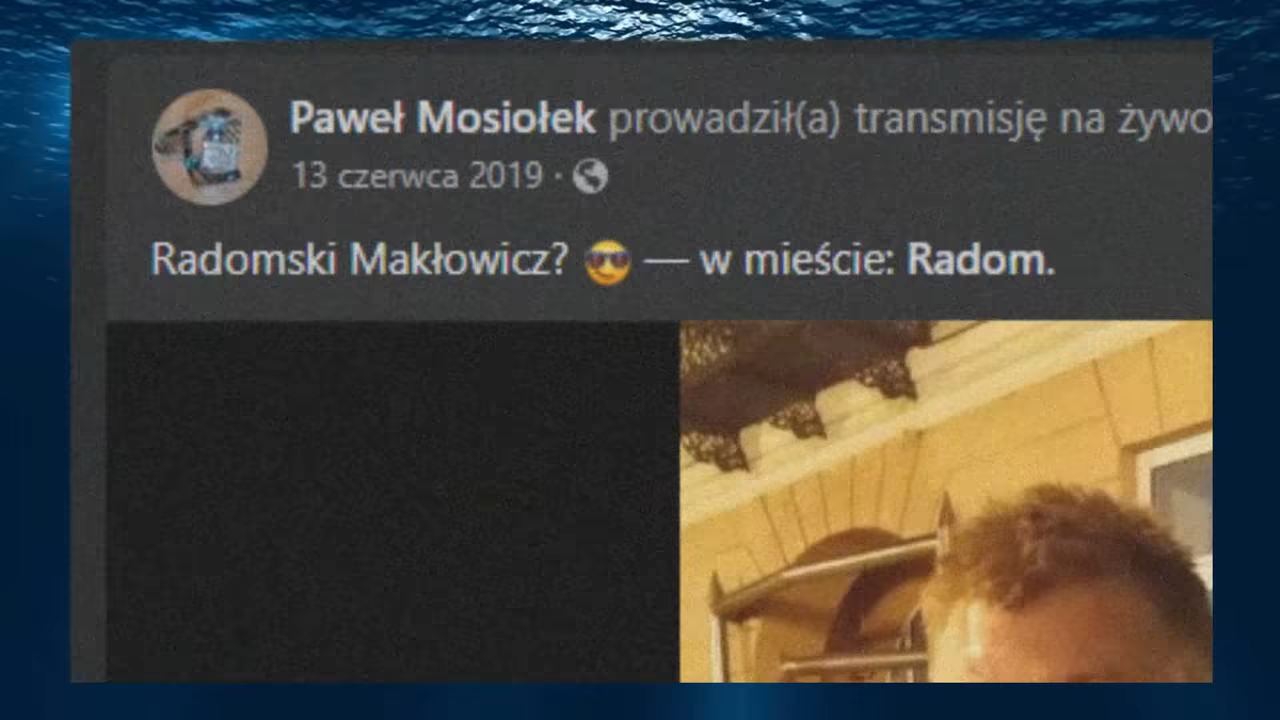 Paweł Mosiołek prowadził(a) transmisję na żywo
13 czerwca 2019 ·
Radomski Makłowicz? 😎 — w mieście: Radom.